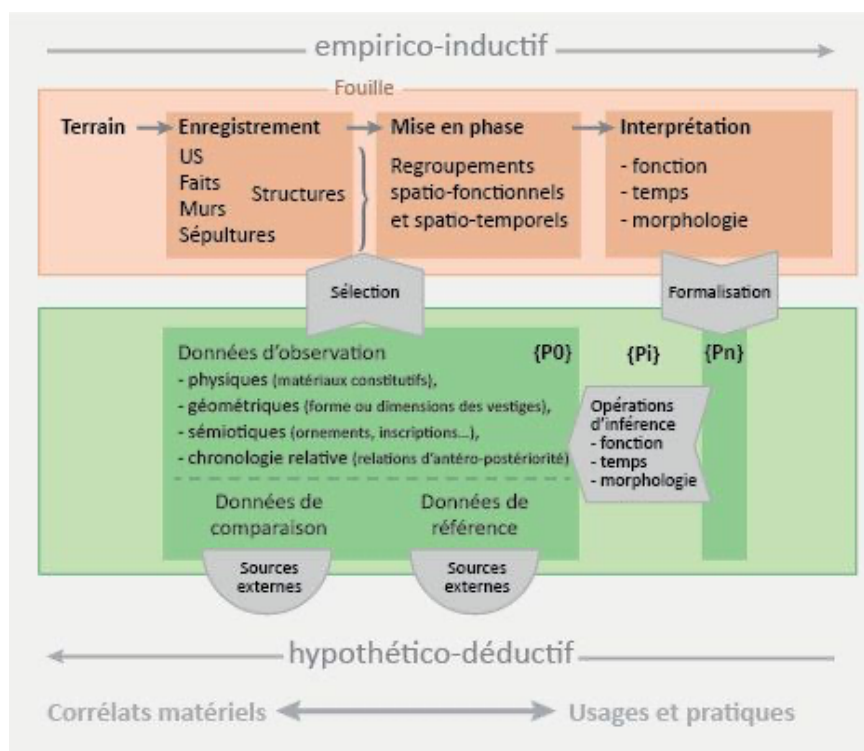 empirico-inductif
Fouille
Terrain
Enregistrement
US
Faits
Murs
Sépultures
Structures
Mise en phase
Regroupements
spatio-fonctionnels
et spatio-temporels
Interprétation
- fonction
- temps
- morphologie
Sélection
Formalisation
Données d'observation
- physiques (matériaux constitutifs),
- géométriques (forme ou dimensions des vestiges),
- sémiotiques (ornements, inscriptions...),
- chronologie relative (relations d'antéro-postériorité)
{P0}
{Pi}
{Pn}
Opérations
d'inférence
- fonction
- temps
- morphologie
Données de
comparaison
Données de
référence
Sources
externes
Sources
externes
hypothético-déductif
Corrélats matériels
Usages et pratiques